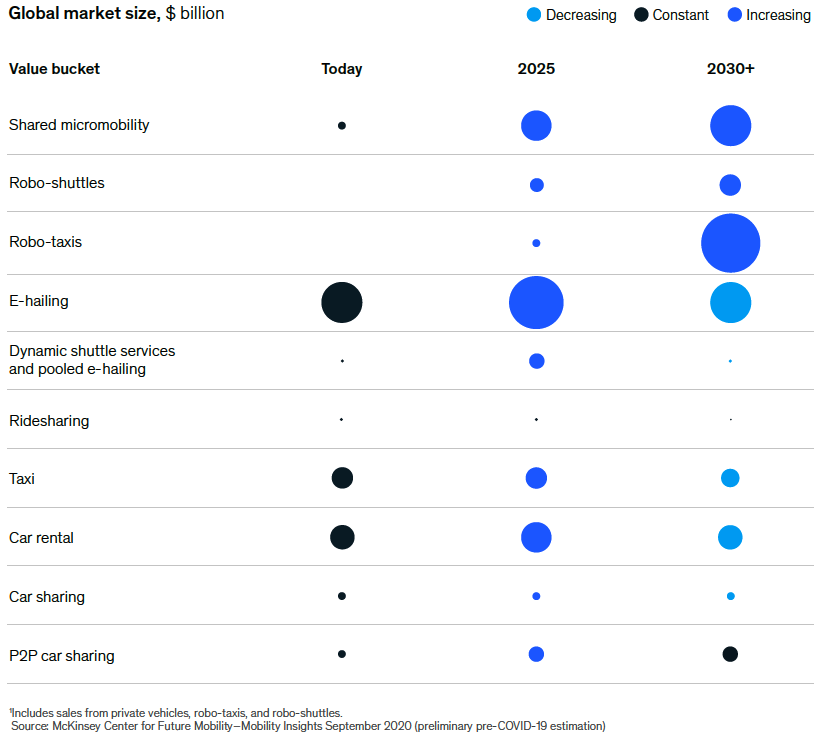 Global market size, $ billion
Decreasing Constant Increasing
Value bucket Today 2025 2030+
Shared micromobility
Robo-shuttles
Robo-taxis
E-hailing
Dynamic shuttle services
and pooled e-hailing
Ridesharing
Taxi
Car rental
Car sharing
P2P car sharing
¹Includes sales from private vehicles, robo-taxis, and robo-shuttles.
Source: McKinsey Center for Future Mobility—Mobility Insights September 2020 (preliminary pre-COVID-19 estimation)